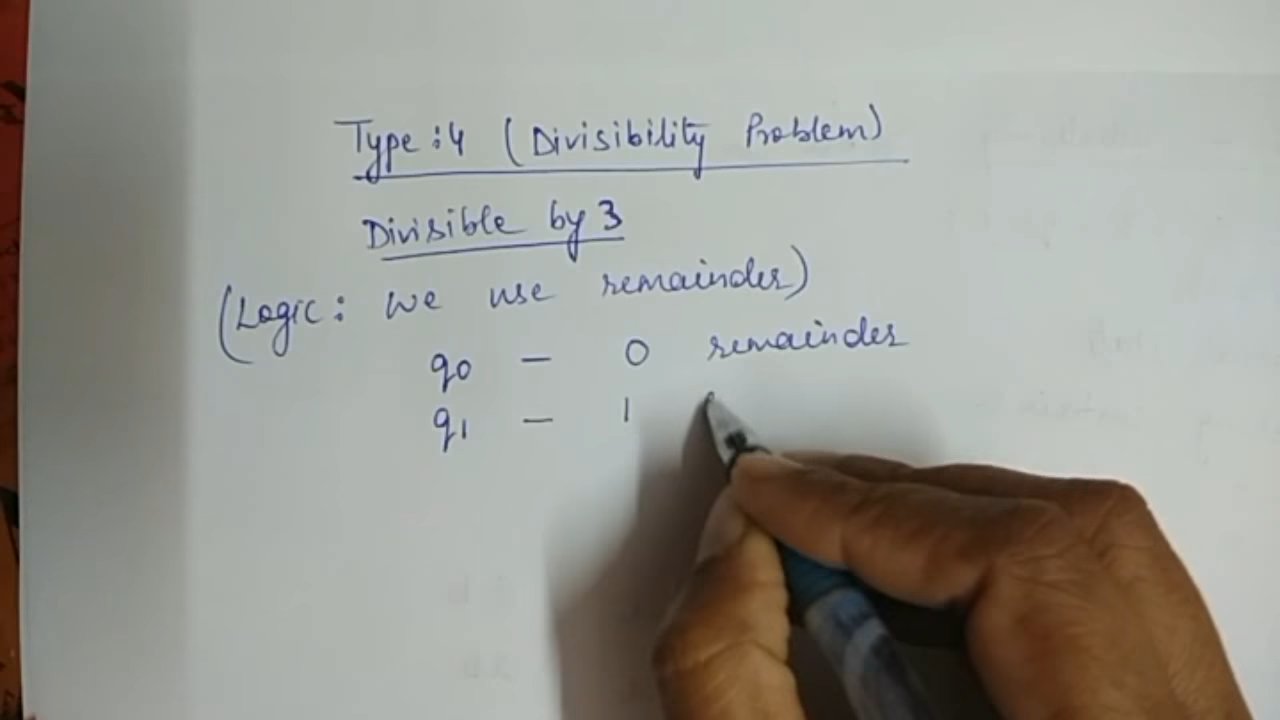 Type : 4 (Divisibility Problem)
Divisible by 3
(Logic : We use remainder)
q0 - 0 remainder
q1 - 1